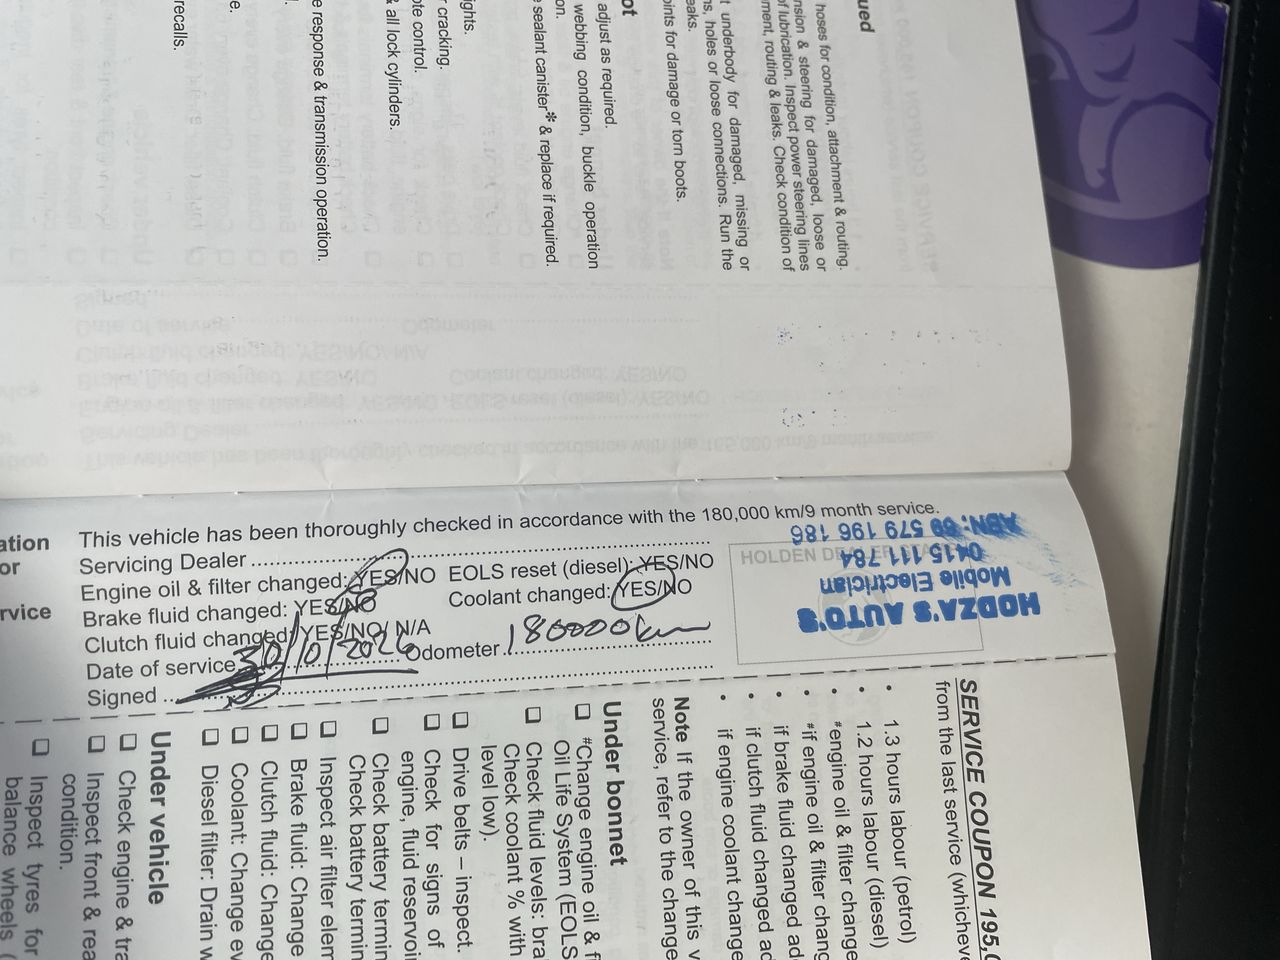 ued
hoses for condition, attachment & routing.
nsion & steering for damaged, loose or
of lubrication. Inspect power steering lines
ment, routing & leaks. Check condition of
t underbody for damaged, missing or
s, holes or loose connections. Run the
eaks.
oints for damage or torn boots.
ot
adjust as required.
webbing condition, buckle operation
on.
e sealant canister* & replace if required.
ights.
r cracking.
ote control.
& all lock cylinders.
e response & transmission operation.
e.
recalls.
ation
or
rvice
This vehicle has been thoroughly checked in accordance with the 180,000 km/9 month service.
Servicing Dealer
Engine oil & filter changed: YES/NO EOLS reset (diesel): YES/NO
Brake fluid changed: YES/NO Coolant changed: YES/NO
Clutch fluid changed: YES/NO/ N/A
Date of service 30/10/2026 Odometer 180000km
Signed
HOLDEN DEALER STAMP
HODZA'S AUTO'S
Mobile Electrician
0415 111 784
ABN: 69 579 196 186
SERVICE COUPON 195,0
from the last service (whicheve
• 1.3 hours labour (petrol)
• 1.2 hours labour (diesel)
• #engine oil & filter change
• #if engine oil & filter chang
• if brake fluid changed ad
• if clutch fluid changed ad
• if engine coolant change
Note If the owner of this v
service, refer to the change
Under bonnet
❑ #Change engine oil & fi
Oil Life System (EOLS
❑ Check fluid levels: bra
Check coolant % with
level low).
❑ Drive belts – inspect.
❑ Check for signs of
engine, fluid reservoi
❑ Check battery termin
Check battery termin
❑ Inspect air filter elem
❑ Brake fluid: Change
❑ Clutch fluid: Change
❑ Coolant: Change ev
❑ Diesel filter: Drain w
Under vehicle
❑ Check engine & tra
❑ Inspect front & rea
condition.
❑ Inspect tyres for
balance wheels (